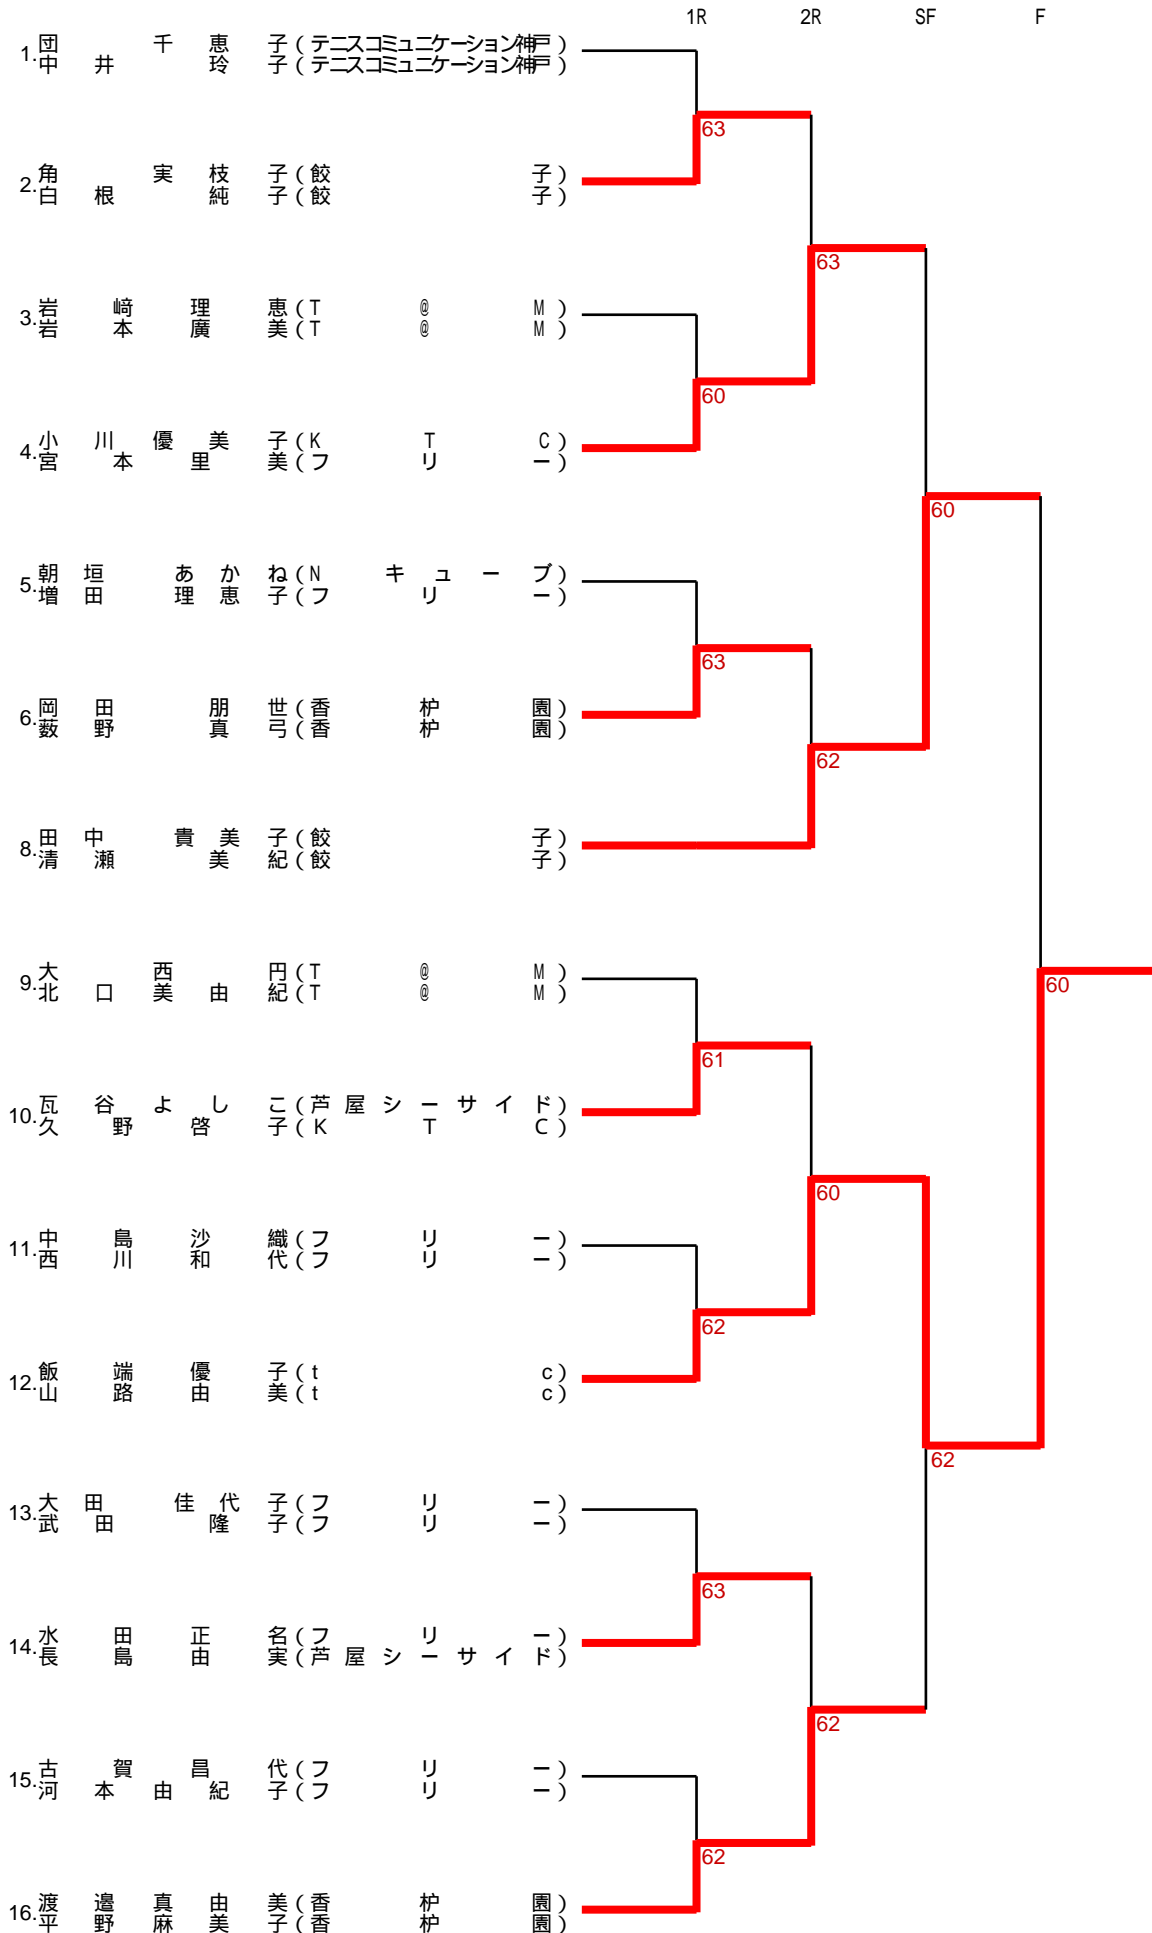 1R 2R SF F
1. 団 千恵子(テニスコミュニケーション神戸)
中井 玲子(テニスコミュニケーション神戸)
63
2. 角 実枝子(餃子)
白根 純子(餃子)
63
3. 岩﨑理恵(T@M)
岩本廣美(T@M)
60
4. 小川優美子(KTC)
宮本里美(フリー)
60
5. 朝垣 あかね(Nキューブ)
増田 理恵子(フリー)
63
6. 岡田 朋世(香枦園)
薮野 真弓(香枦園)
62
8. 田中 貴美子(餃子)
清瀬 美紀(餃子)
9. 大西円(T@M)
北口美由紀(T@M)
60
61
10. 瓦谷よしこ(芦屋シーサイド)
久野啓子(KTC)
60
11. 中島沙織(フリー)
西川和代(フリー)
62
12. 飯端優子(tc)
山路由美(tc)
62
13. 大田 佳代子(フリー)
武田 隆子(フリー)
63
14. 水田正名(フリー)
長島由実(芦屋シーサイド)
62
15. 古賀昌代(フリー)
河本由紀子(フリー)
62
16. 渡邉真由美(香枦園)
平野麻美子(香枦園)